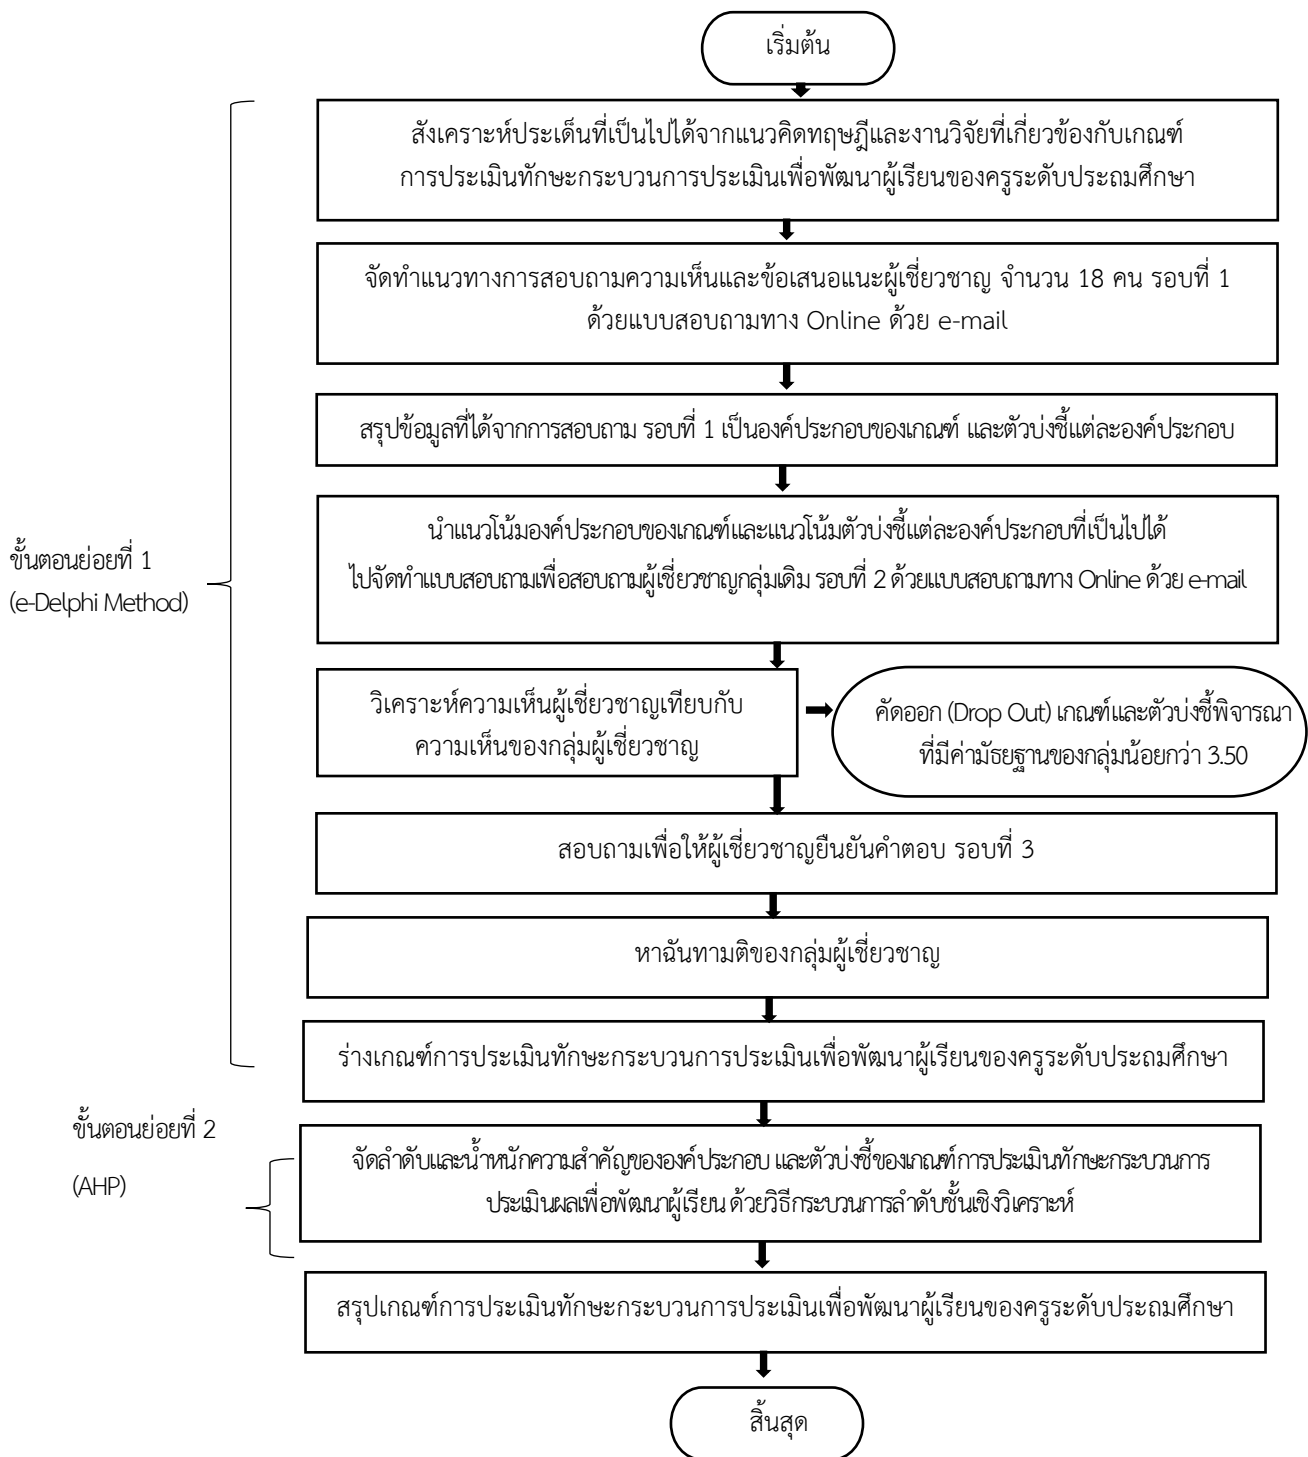 เริ่มต้น
สังเคราะห์ประเด็นที่เป็นไปได้จากแนวคิดทฤษฎีและงานวิจัยที่เกี่ยวข้องกับเกณฑ์
การประเมินทักษะกระบวนการประเมินเพื่อพัฒนาผู้เรียนของครูระดับประถมศึกษา
จัดทำแนวทางการสอบถามความเห็นและข้อเสนอแนะผู้เชี่ยวชาญ จำนวน 18 คน รอบที่ 1
ด้วยแบบสอบถามทาง Online ด้วย e-mail
สรุปข้อมูลที่ได้จากการสอบถาม รอบที่ 1 เป็นองค์ประกอบของเกณฑ์ และตัวบ่งชี้แต่ละองค์ประกอบ
นำแนวโน้มองค์ประกอบของเกณฑ์และแนวโน้มตัวบ่งชี้แต่ละองค์ประกอบที่เป็นไปได้
ไปจัดทำแบบสอบถามเพื่อสอบถามผู้เชี่ยวชาญกลุ่มเดิม รอบที่ 2 ด้วยแบบสอบถามทาง Online ด้วย e-mail
ขั้นตอนย่อยที่ 1
(e-Delphi Method)
วิเคราะห์ความเห็นผู้เชี่ยวชาญเทียบกับ
ความเห็นของกลุ่มผู้เชี่ยวชาญ
คัดออก (Drop Out) เกณฑ์และตัวบ่งชี้พิจารณา
ที่มีค่ามัธยฐานของกลุ่มน้อยกว่า 3.50
สอบถามเพื่อให้ผู้เชี่ยวชาญยืนยันคำตอบ รอบที่ 3
หาฉันทามติของกลุ่มผู้เชี่ยวชาญ
ร่างเกณฑ์การประเมินทักษะกระบวนการประเมินเพื่อพัฒนาผู้เรียนของครูระดับประถมศึกษา
ขั้นตอนย่อยที่ 2
(AHP)
จัดลำดับและน้ำหนักความสำคัญขององค์ประกอบ และตัวบ่งชี้ของเกณฑ์การประเมินทักษะกระบวนการ
ประเมินผลเพื่อพัฒนาผู้เรียน ด้วยวิธีกระบวนการลำดับชั้นเชิงวิเคราะห์
สรุปเกณฑ์การประเมินทักษะกระบวนการประเมินเพื่อพัฒนาผู้เรียนของครูระดับประถมศึกษา
สิ้นสุด